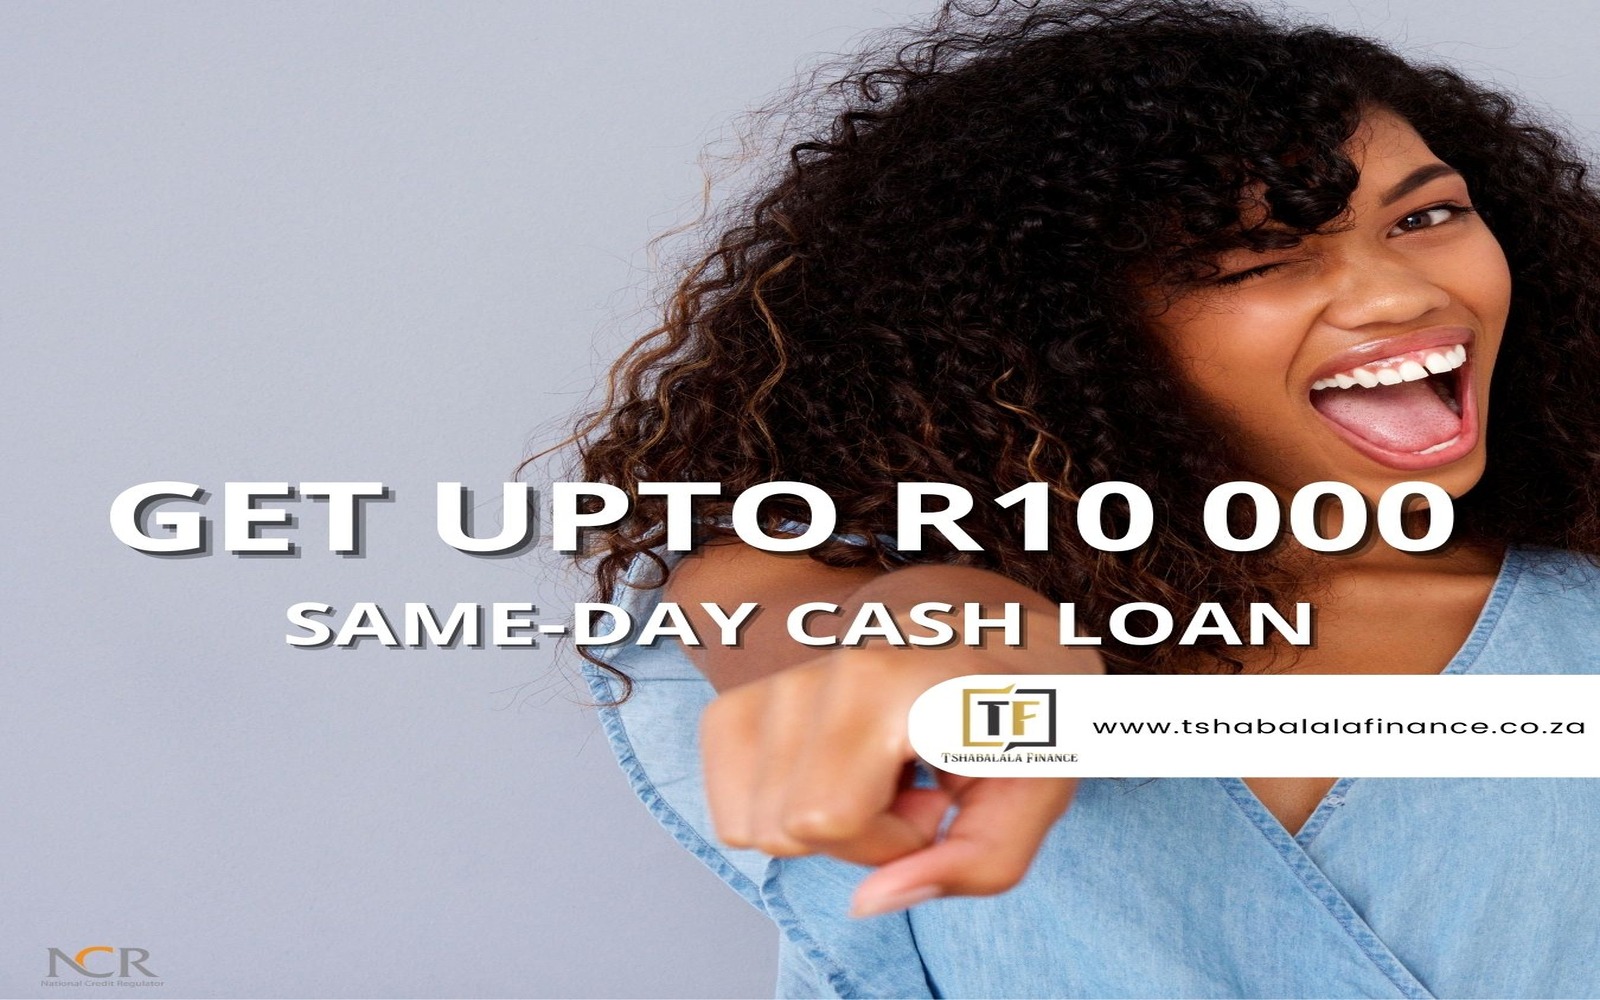 GET UPTO R10 000
SAME-DAY CASH LOAN
TF
TSHABALALA FINANCE
www.tshabalalafinance.co.za
NCR
National Credit Regulator